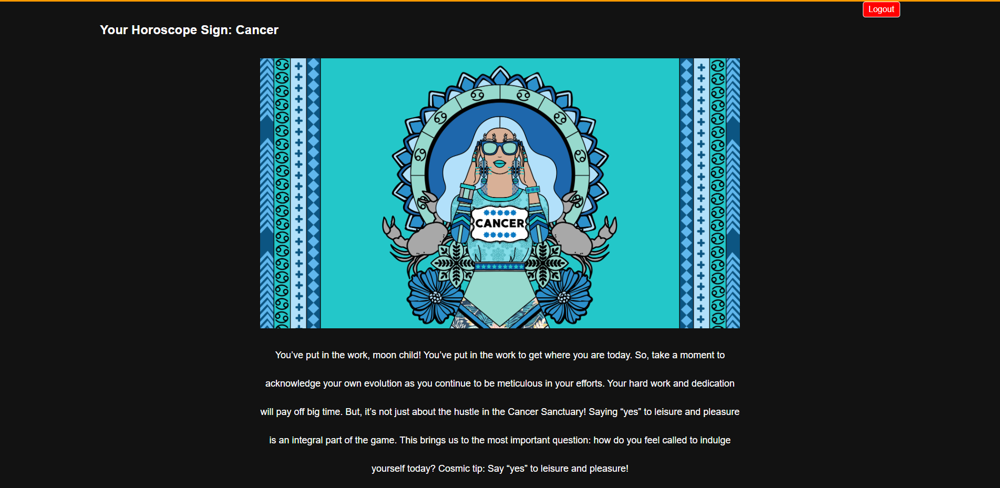 Logout
Your Horoscope Sign: Cancer
CANCER
You’ve put in the work, moon child! You’ve put in the work to get where you are today. So, take a moment to
acknowledge your own evolution as you continue to be meticulous in your efforts. Your hard work and dedication
will pay off big time. But, it’s not just about the hustle in the Cancer Sanctuary! Saying “yes” to leisure and pleasure
is an integral part of the game. This brings us to the most important question: how do you feel called to indulge
yourself today? Cosmic tip: Say “yes” to leisure and pleasure!